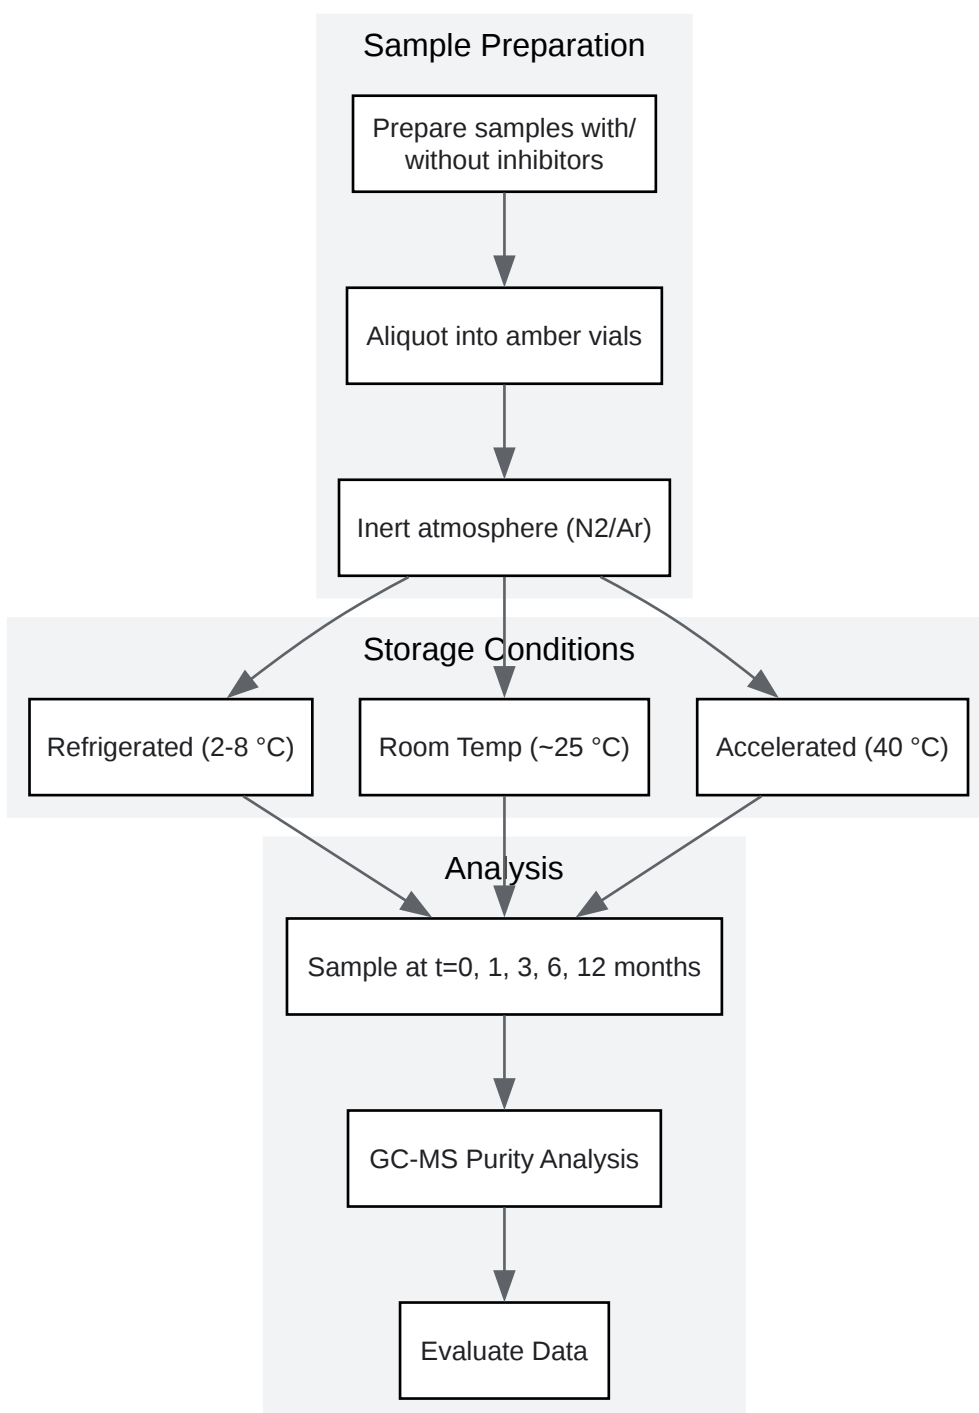 Sample Preparation
Prepare samples with/
without inhibitors
Aliquot into amber vials
Inert atmosphere (N2/Ar)
Storage Conditions
Refrigerated (2-8 °C)
Room Temp (~25 °C)
Accelerated (40 °C)
Analysis
Sample at t=0, 1, 3, 6, 12 months
GC-MS Purity Analysis
Evaluate Data